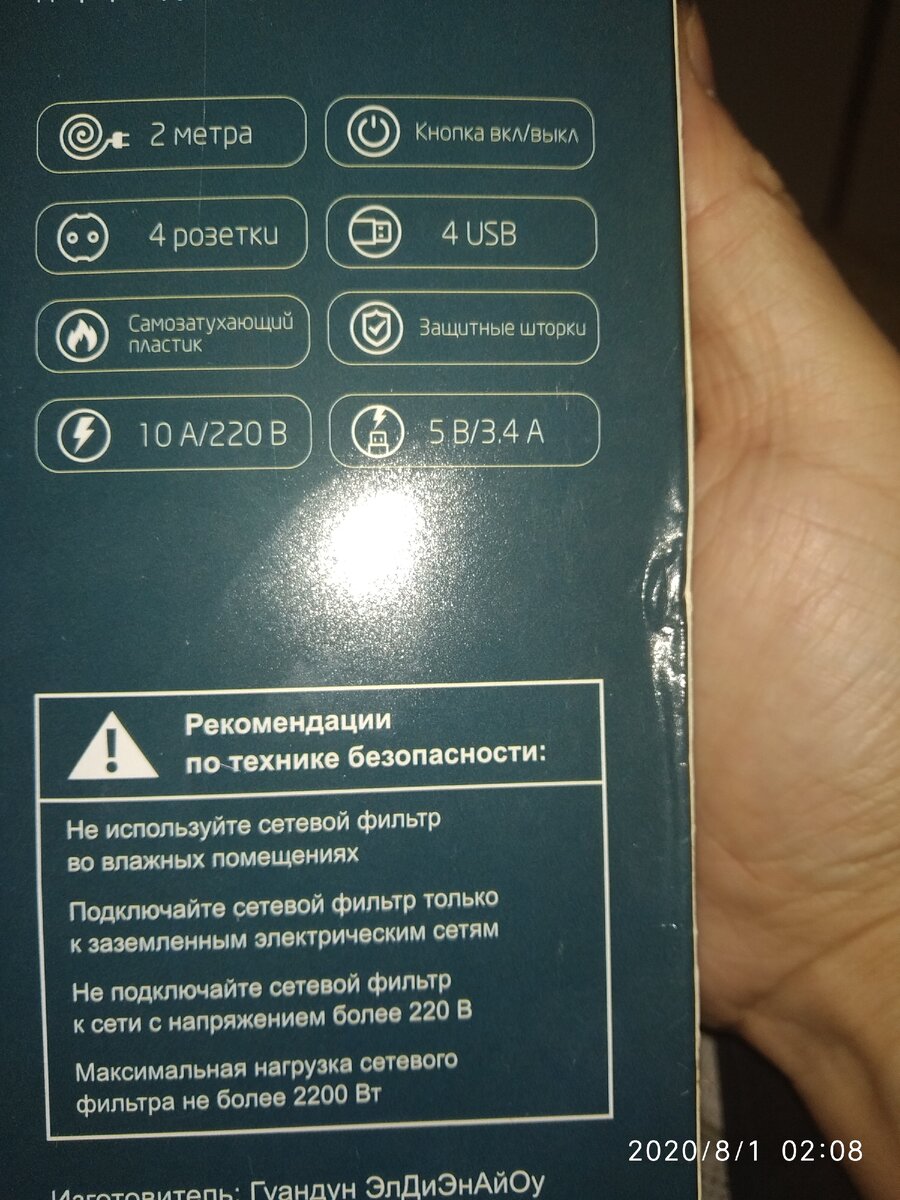 2 метра
Кнопка вкл/выкл
4 розетки
4 USB
Самозатухающий
пластик
Защитные шторки
10 А/220 В
5 В/3.4 А
Рекомендации
по технике безопасности:
Не используйте сетевой фильтр
во влажных помещениях
Подключайте сетевой фильтр только
к заземленным электрическим сетям
Не подключайте сетевой фильтр
к сети с напряжением более 220 В
Максимальная нагрузка сетевого
фильтра не более 2200 Вт
2020/8/1 02:08
Изготовитель: Гуандун ЭлДиЭнАйОу